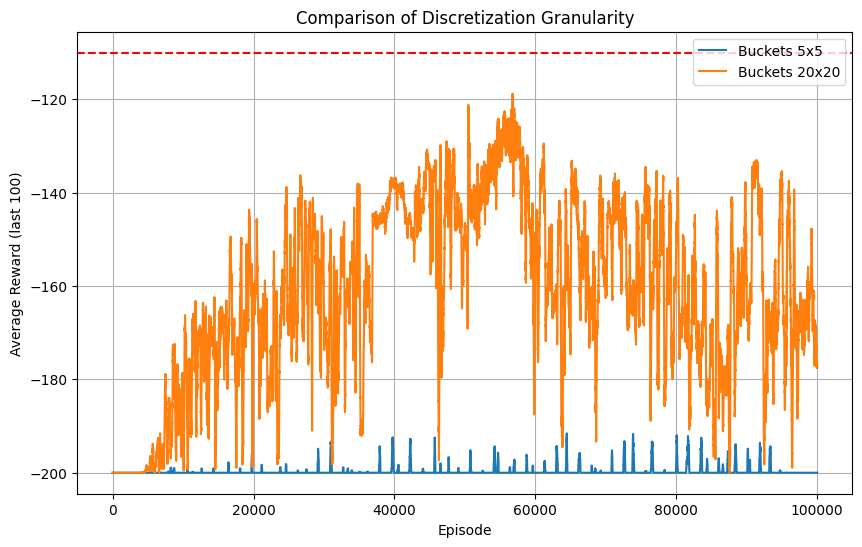 Comparison of Discretization Granularity
Buckets 5x5
Buckets 20x20
Average Reward (last 100)
−120
−140
−160
−180
−200
0
20000
40000
60000
80000
100000
Episode